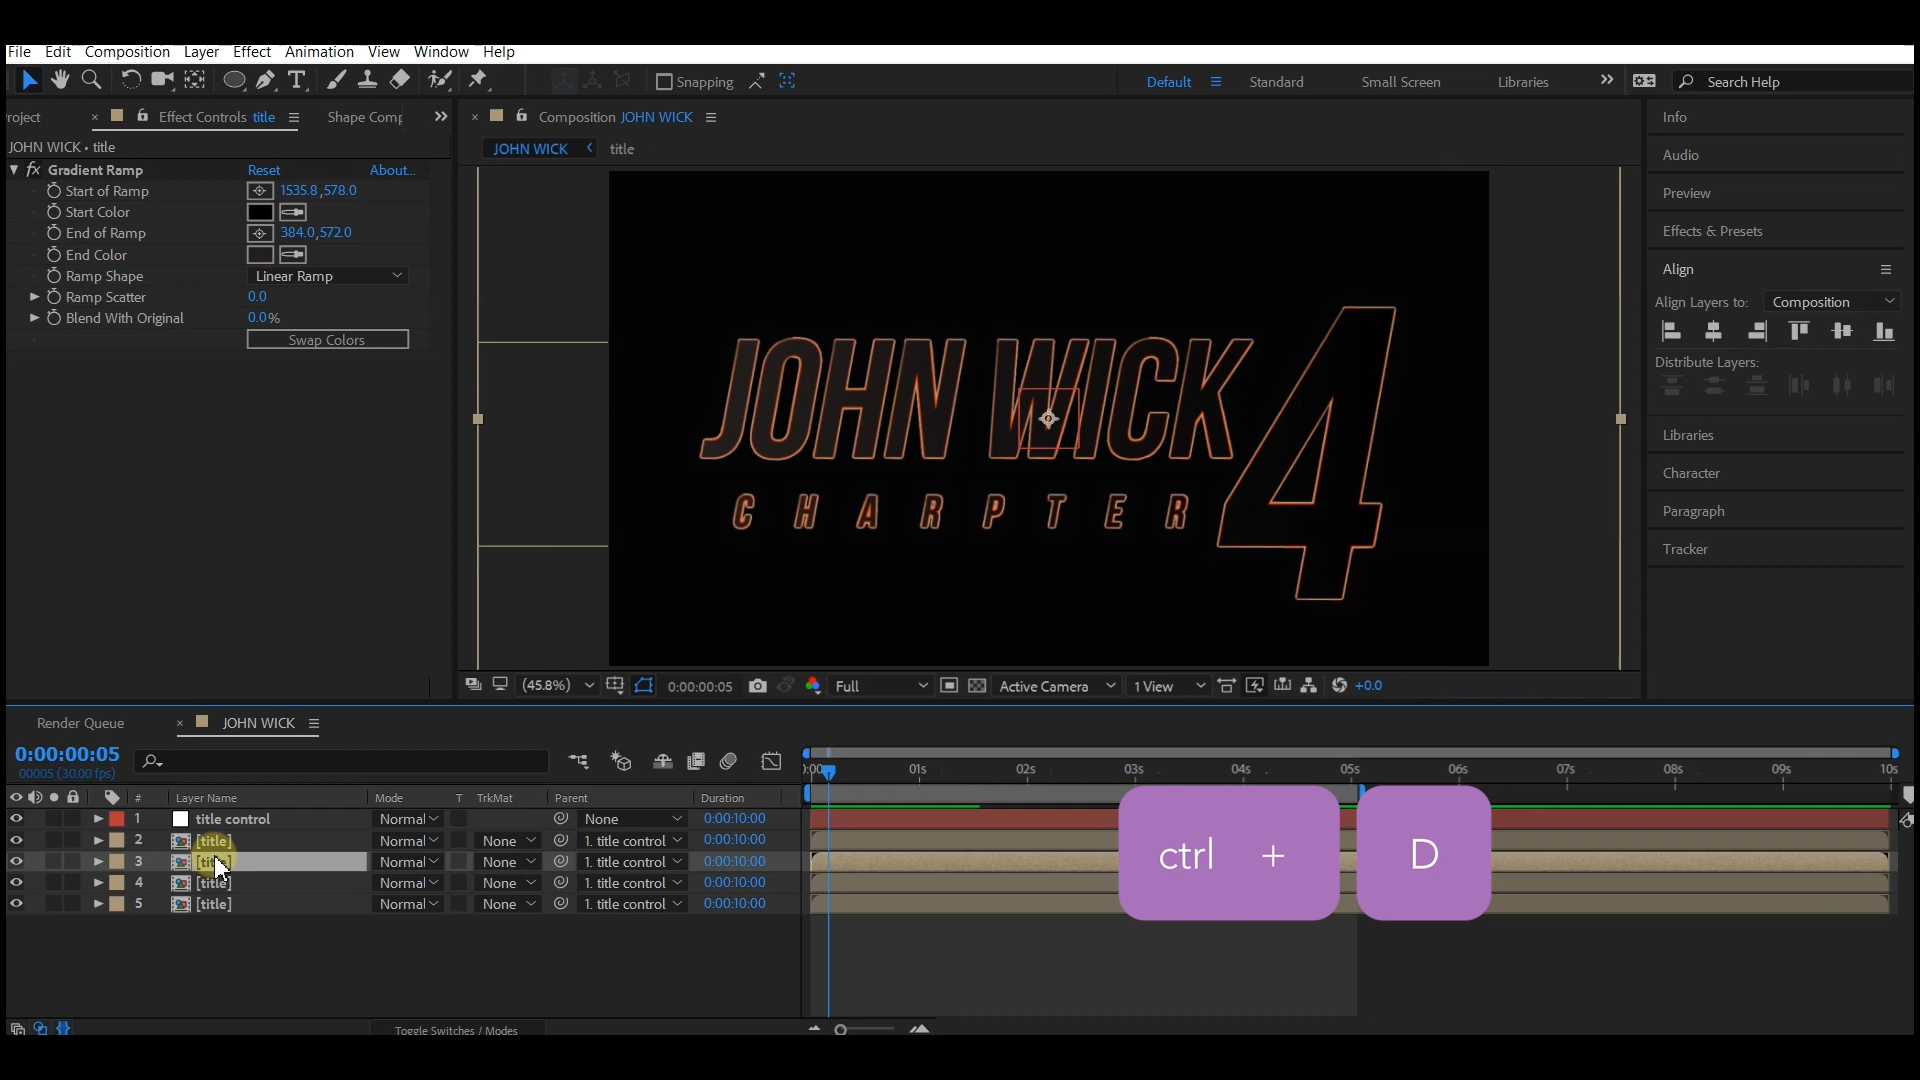 File Edit Composition Layer Effect Animation View Window Help
Snapping Default Standard Small Screen Libraries Search Help
roject Effect Controls title Shape Comp Composition JOHN WICK Info
JOHN WICK • title JOHN WICK title
Audio
fx Gradient Ramp Reset About...
Start of Ramp 1535.8,578.0
Preview
Start Color
End of Ramp 384.0,572.0
Effects & Presets
End Color
Ramp Shape Linear Ramp
Align
Ramp Scatter 0.0
Align Layers to: Composition
Blend With Original 0.0%
Swap Colors
Distribute Layers:
JOHN WICK 4
CHARPTER
Libraries
Character
Paragraph
Tracker
(45.8%) 0:00:00:05 Full Active Camera 1 View +0.0
Render Queue JOHN WICK
0:00:00:05
00005 (30.00 fps)
:00 01s 02s 03s 04s 05s 06s 07s 08s 09s 10s
# Layer Name Mode T TrkMat Parent Duration
1 title control Normal None 0:00:10:00
2 [title] Normal None 1. title control 0:00:10:00
3 [title] Normal None 1. title control 0:00:10:00
4 [title] Normal None 1. title control 0:00:10:00
5 [title] Normal None 1. title control 0:00:10:00
ctrl + D
Toggle Switches / Modes